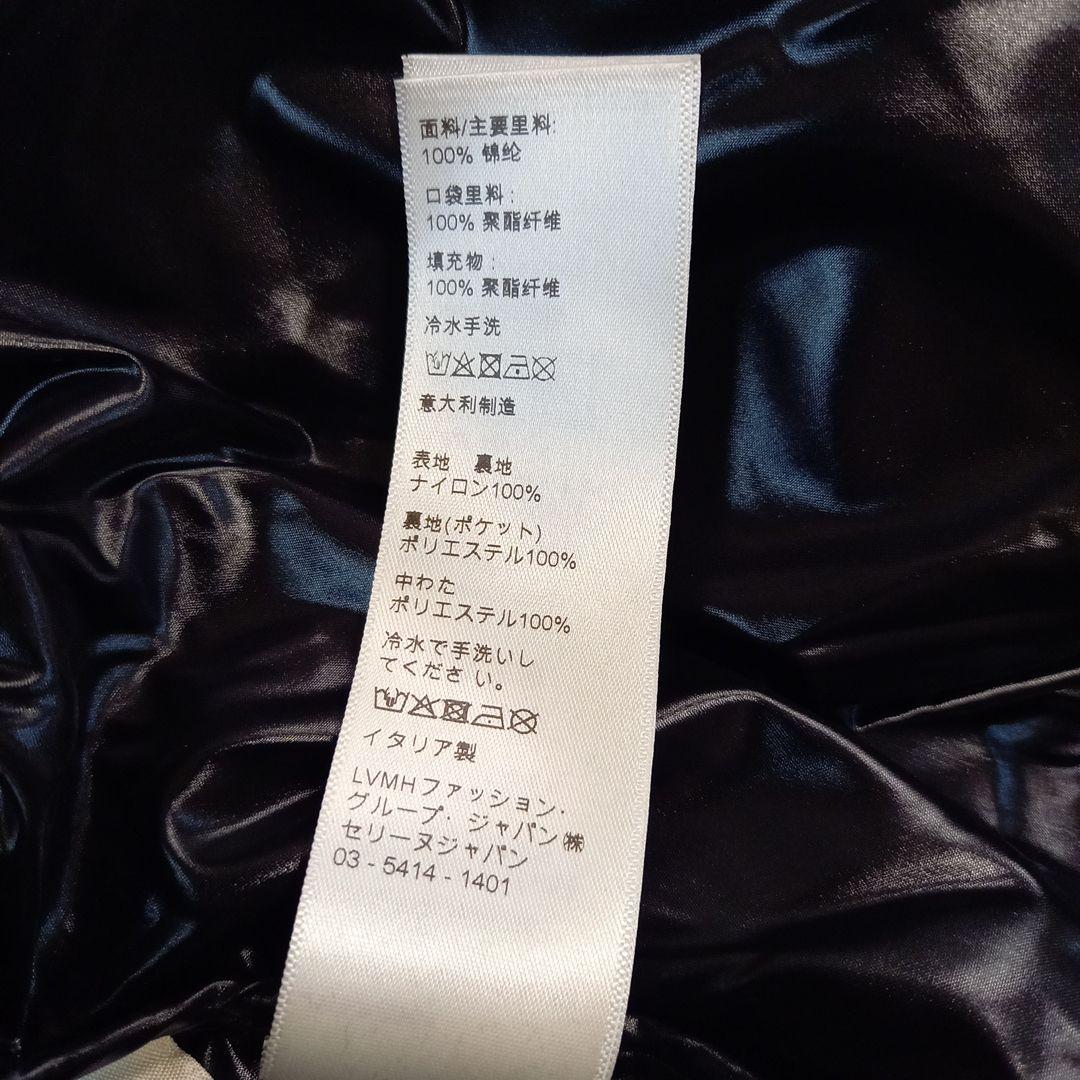 面料/主要里料:
100% 锦纶
口袋里料:
100% 聚酯纤维
填充物:
100% 聚酯纤维
冷水手洗
意大利制造
表地 裏地
ナイロン100%
裏地(ポケット)
ポリエステル100%
中わた
ポリエステル100%
冷水で手洗いし
てくださ い。
イタリア製
LVMHファッション・
グループ・ジャパン㈱
セリーヌジャパン
03 - 5414 - 1401